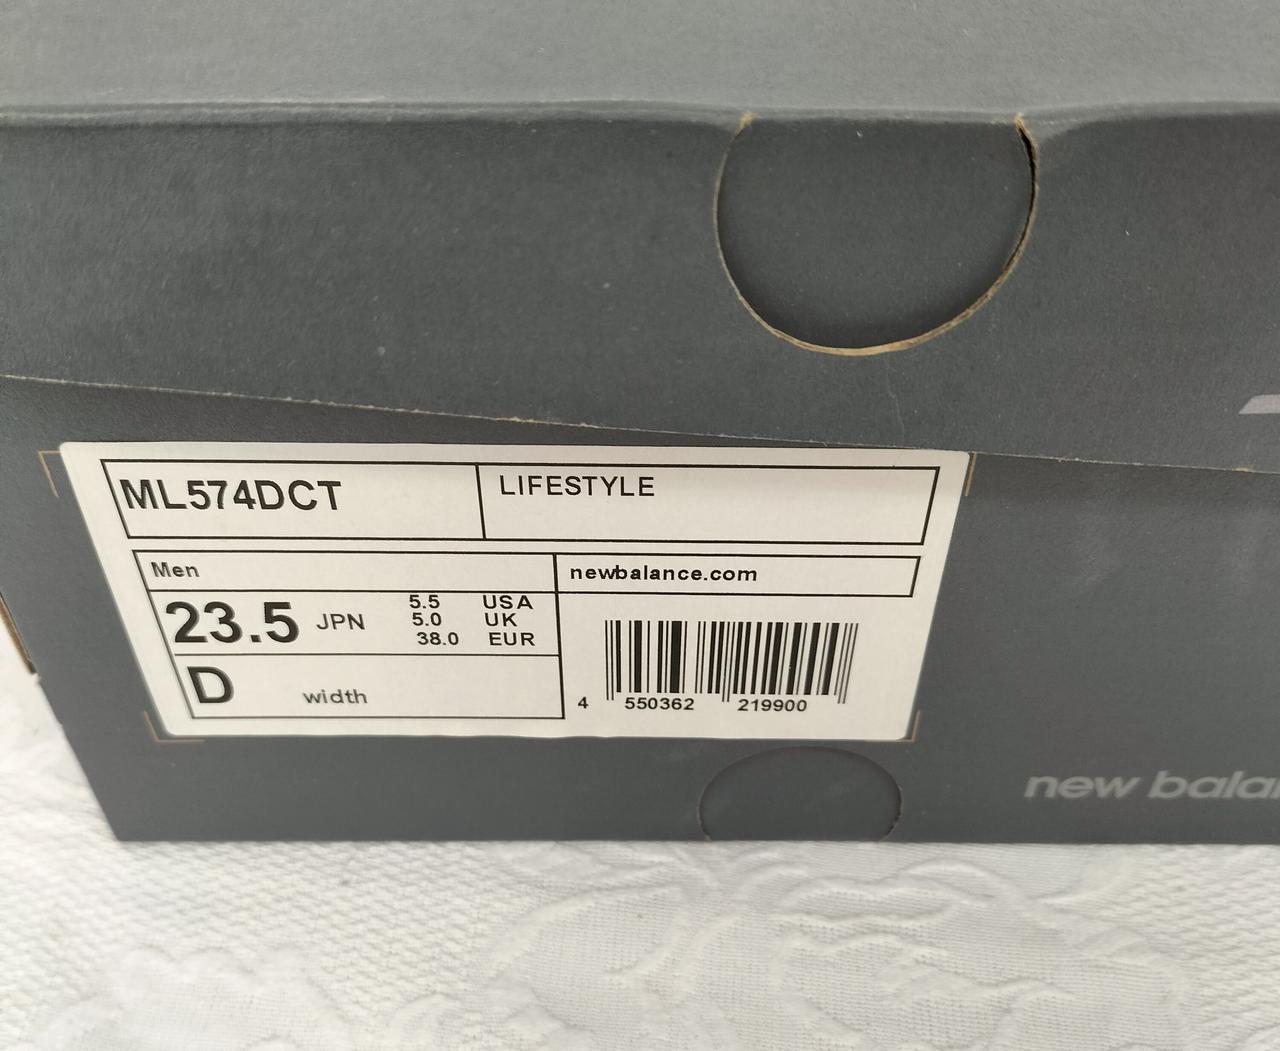 ML574DCT
LIFESTYLE
Men
newbalance.com
23.5 JPN
5.5 USA
5.0 UK
38.0 EUR
D width
4 550362 219900
new